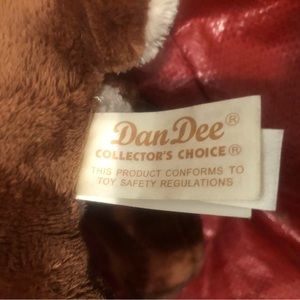 DanDee®
COLLECTOR'S CHOICE®
THIS PRODUCT CONFORMS TO
TOY SAFETY REGULATIONS